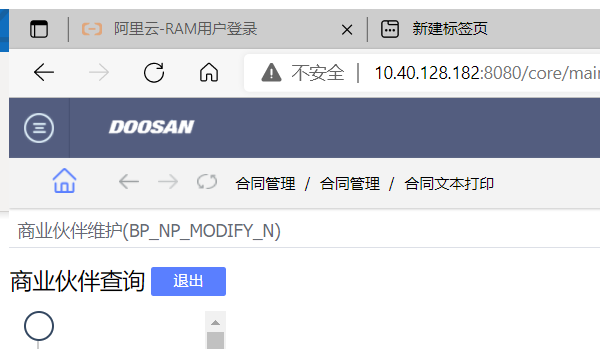 阿里云-RAM用户登录 新建标签页
不安全 10.40.128.182:8080/core/mai
DOOSAN
合同管理 / 合同管理 / 合同文本打印
商业伙伴维护(BP_NP_MODIFY_N)
商业伙伴查询 退出